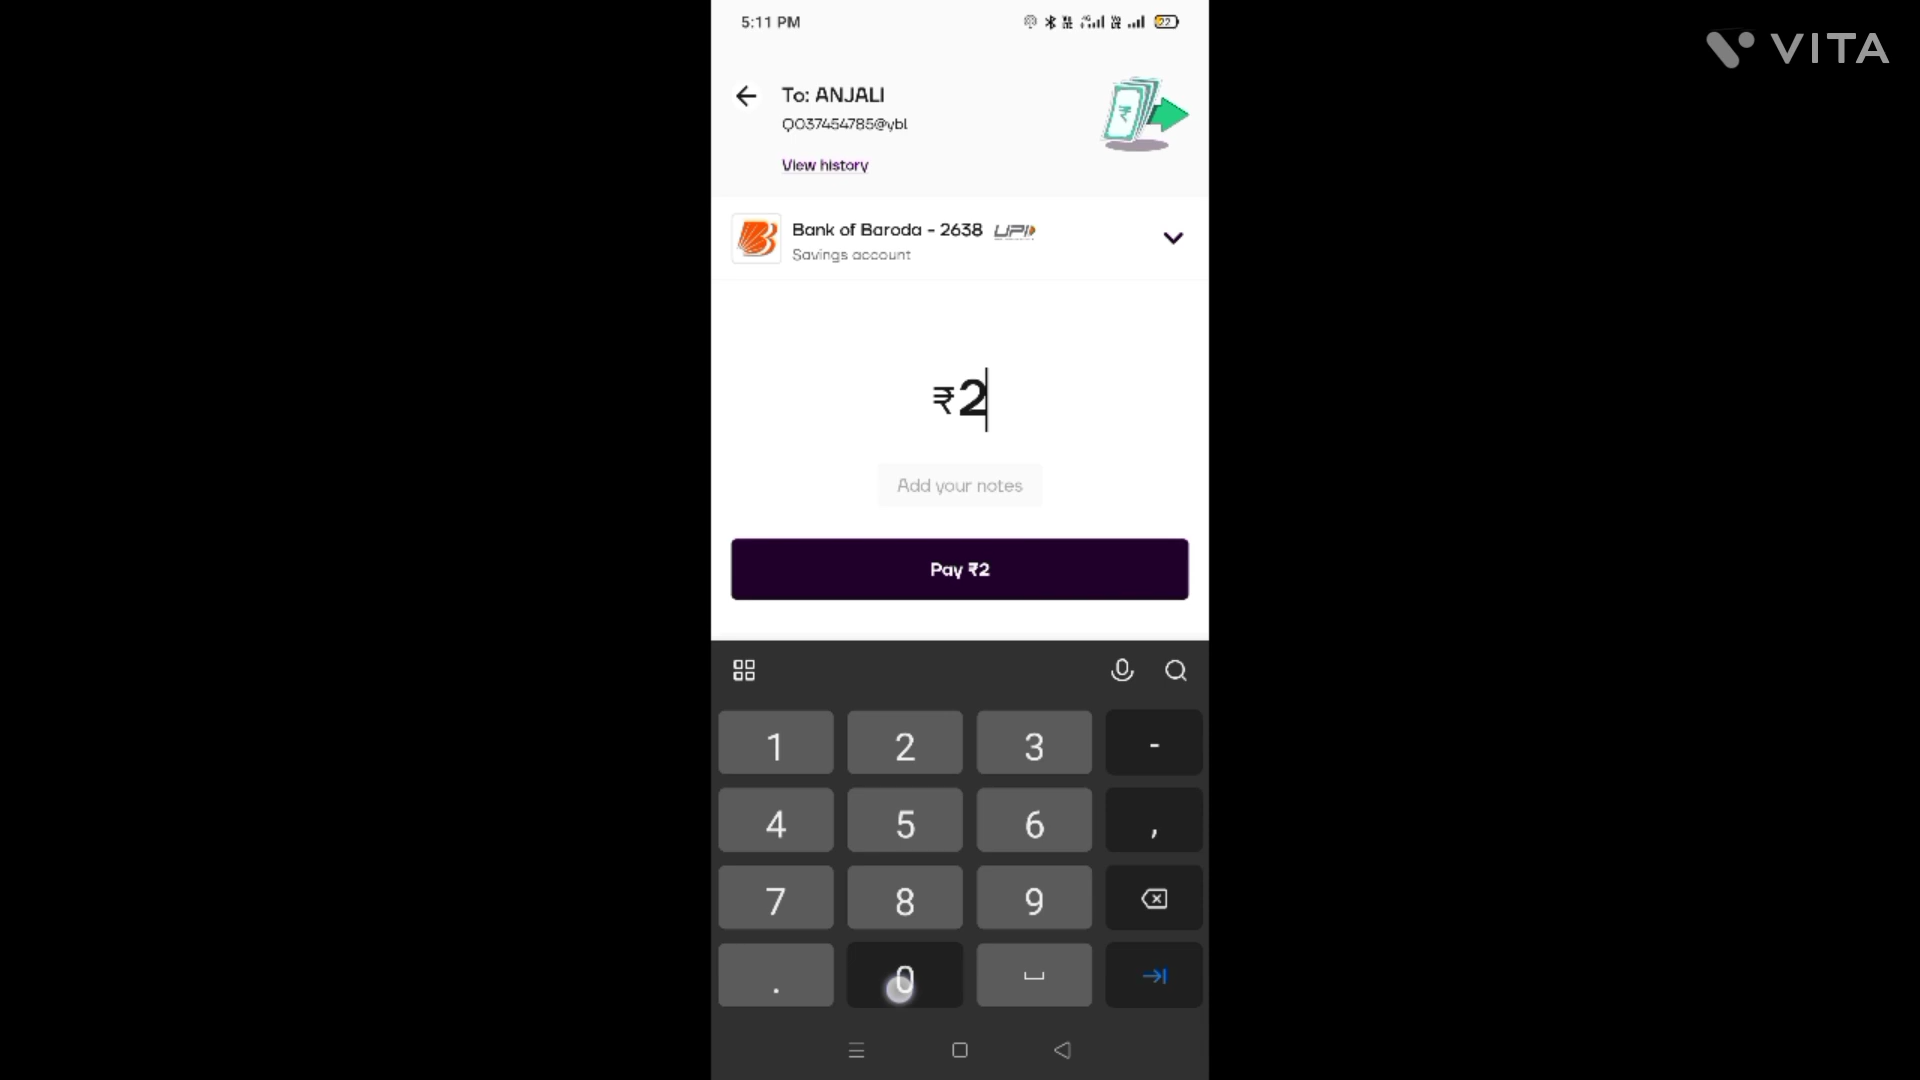 5:11 PM
22
VITA
To: ANJALI
Q037454785@ybl
View history
Bank of Baroda - 2638 UPI
Savings account
₹2
Add your notes
Pay ₹2
1 2 3 -
4 5 6 ,
7 8 9
. 0